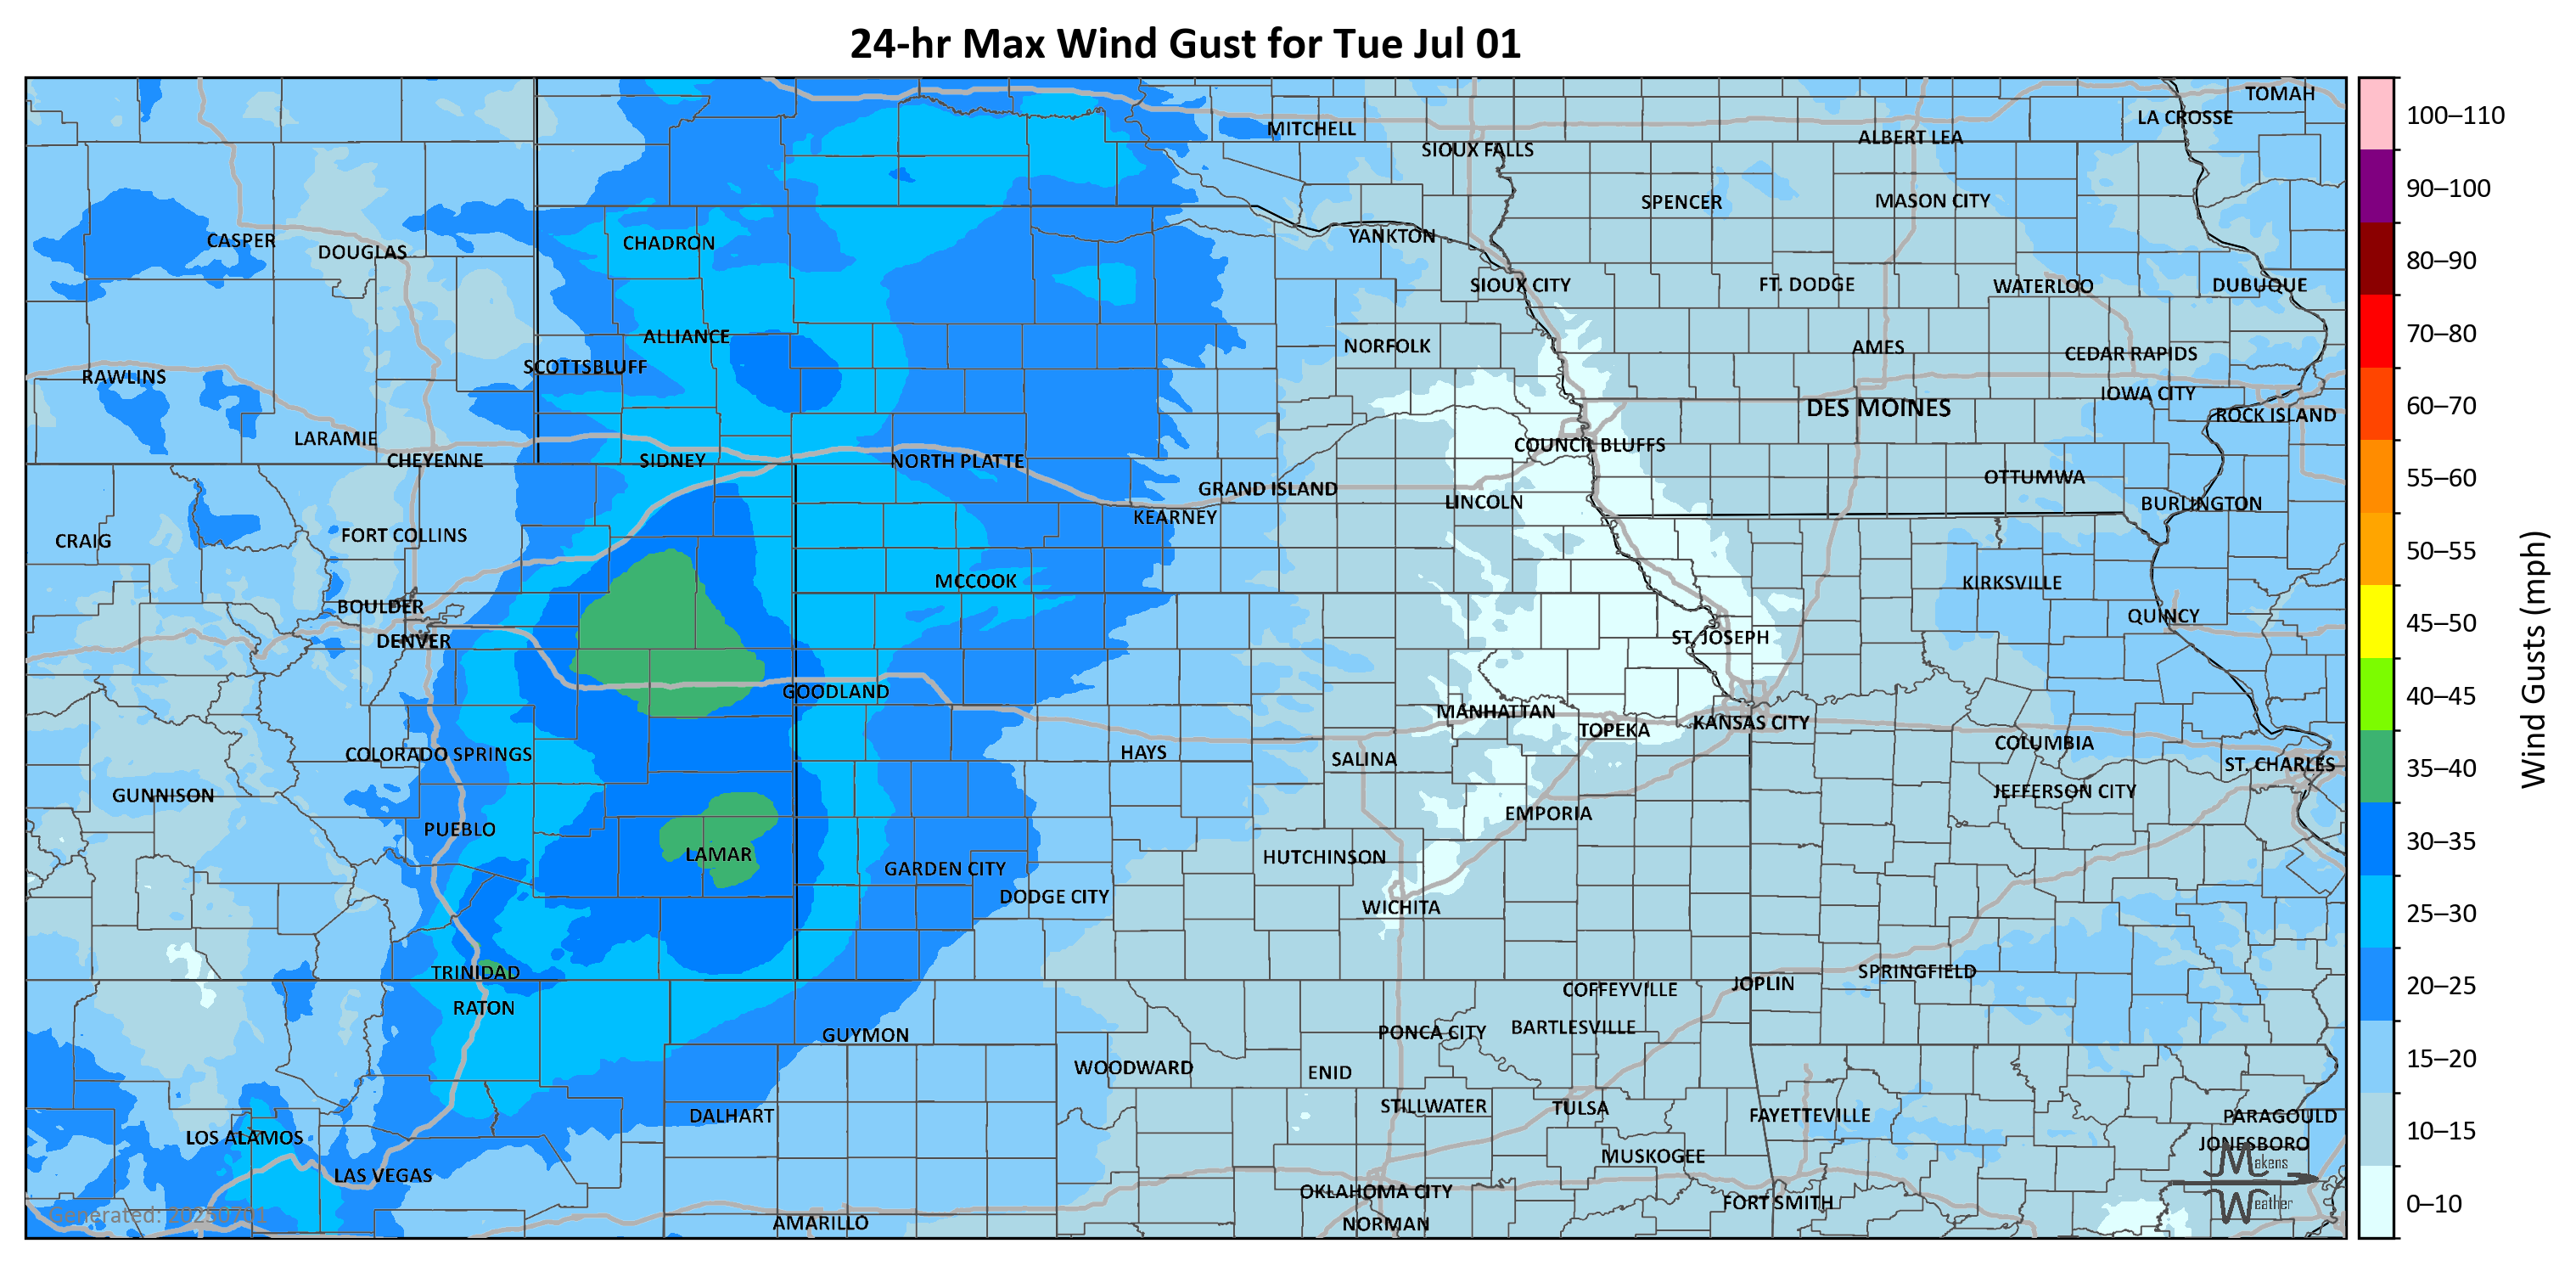 24-hr Max Wind Gust for Tue Jul 01
TOMAH
LA CROSSE
MITCHELL
ALBERT LEA
SIOUX FALLS
SPENCER
MASON CITY
CASPER
DOUGLAS
CHADRON
YANKTON
SIOUX CITY
FT. DODGE
WATERLOO
DUBUQUE
ALLIANCE
NORFOLK
AMES
CEDAR RAPIDS
SCOTTSBLUFF
RAWLINS
IOWA CITY
DES MOINES
ROCK ISLAND
LARAMIE
COUNCIL BLUFFS
CHEYENNE
SIDNEY
NORTH PLATTE
OTTUMWA
GRAND ISLAND
LINCOLN
BURLINGTON
KEARNEY
FORT COLLINS
CRAIG
MCCOOK
KIRKSVILLE
BOULDER
QUINCY
DENVER
ST. JOSEPH
GOODLAND
MANHATTAN
KANSAS CITY
TOPEKA
COLUMBIA
COLORADO SPRINGS
HAYS
SALINA
ST. CHARLES
JEFFERSON CITY
GUNNISON
EMPORIA
PUEBLO
LAMAR
HUTCHINSON
GARDEN CITY
DODGE CITY
WICHITA
TRINIDAD
SPRINGFIELD
JOPLIN
COFFEYVILLE
RATON
BARTLESVILLE
PONCA CITY
GUYMON
WOODWARD
ENID
STILLWATER
TULSA
DALHART
FAYETTEVILLE
PARAGOULD
LOS ALAMOS
JONESBORO
MUSKOGEE
LAS VEGAS
OKLAHOMA CITY
FORT SMITH
AMARILLO
NORMAN
Generated: 20250701
Makens
Weather
100–110
90–100
80–90
70–80
60–70
55–60
50–55
45–50
40–45
35–40
30–35
25–30
20–25
15–20
10–15
0–10
Wind Gusts (mph)